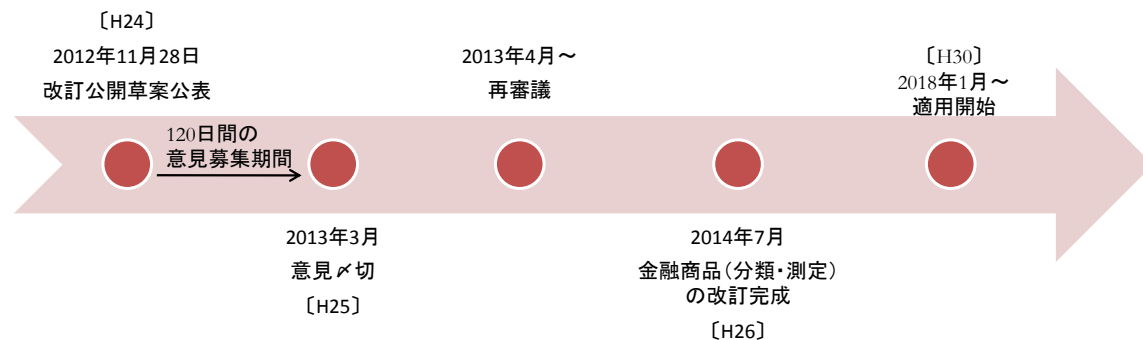 〔H24〕
2012年11月28日
改訂公開草案公表
120日間の
意見募集期間
2013年3月
意見〆切
〔H25〕
2013年4月～
再審議
2014年7月
金融商品(分類・測定)
の改訂完成
〔H26〕
〔H30〕
2018年1月～
適用開始